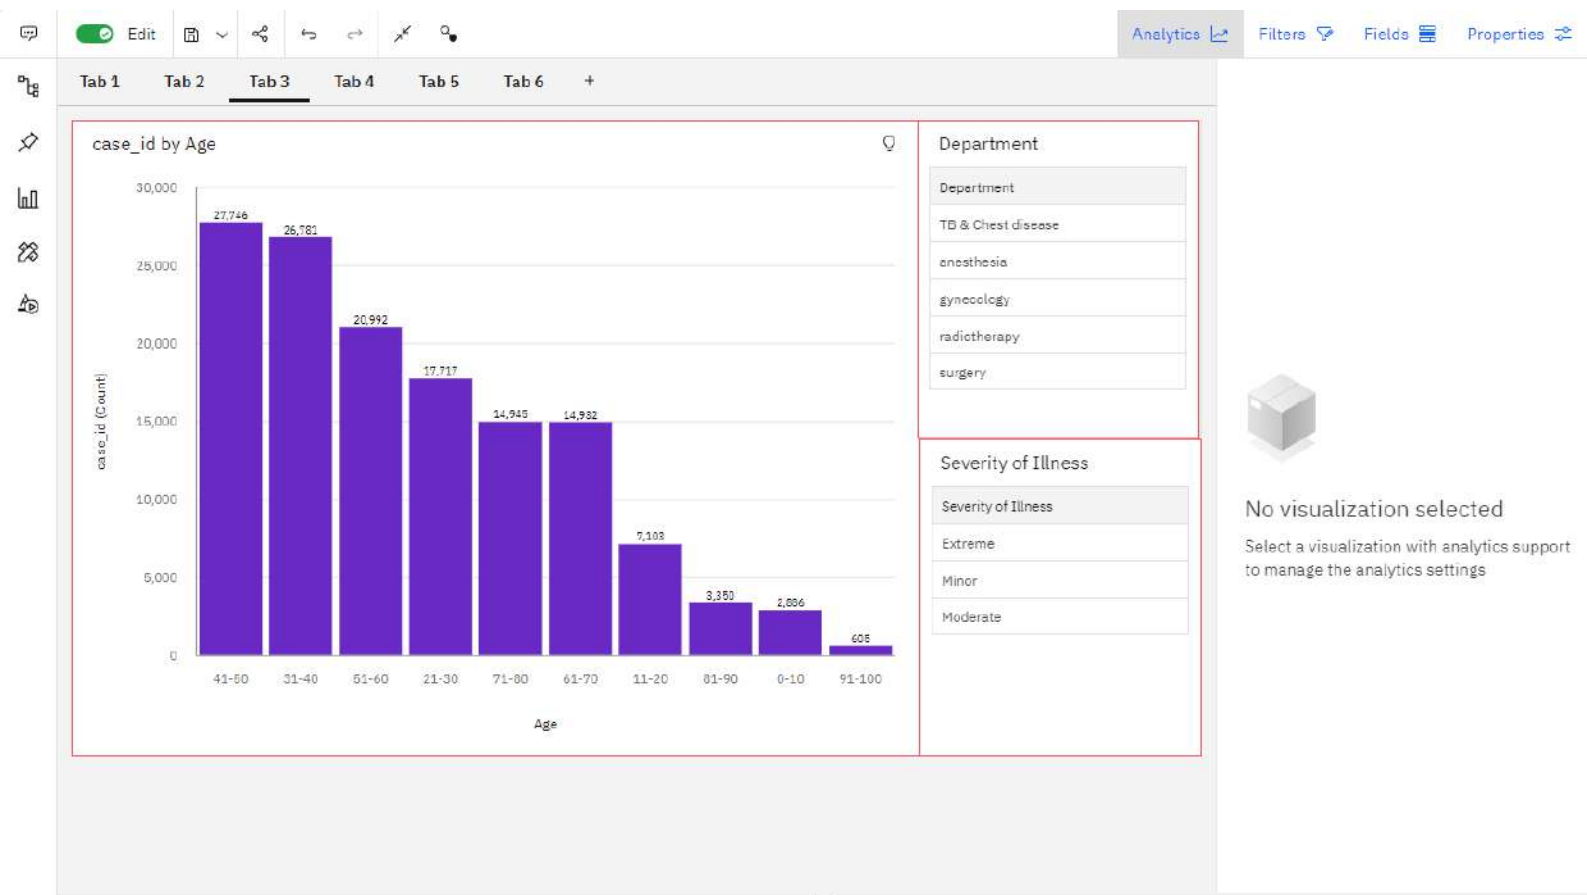 Edit
Analytics
Filters
Fields
Properties
Tab 1
Tab 2
Tab 3
Tab 4
Tab 5
Tab 6
+
case_id by Age
30,000
25,000
20,000
15,000
10,000
5,000
0
case_id (Count)
27,746
26,781
20,992
17,717
14,945
14,932
7,103
3,350
2,886
605
41-50
31-40
51-60
21-30
71-80
61-70
11-20
81-90
0-10
91-100
Age
Department
Department
TB & Chest disease
anesthesia
gynecology
radiotherapy
surgery
Severity of Illness
Severity of Illness
Extreme
Minor
Moderate
No visualization selected
Select a visualization with analytics support
to manage the analytics settings